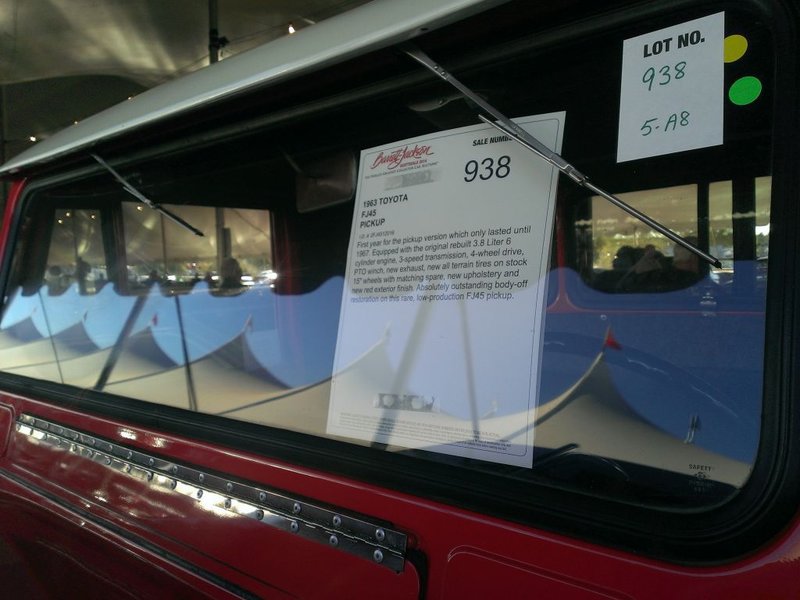 LOT NO.
938
5-A8
Barrett-Jackson
SALE NUMBE
938
1963 TOYOTA
FJ45
PICKUP
First year for the pickup version which only lasted until
1967. Equipped with the original rebuilt 3.8 Liter 6
cylinder engine, 3-speed transmission, 4-wheel drive,
PTO winch, new exhaust, new all terrain tires on stock
15" wheels with matching spare, new upholstery and
new red exterior finish. Absolutely outstanding body-off
restoration on this rare, low-production FJ45 pickup.
SAFETY